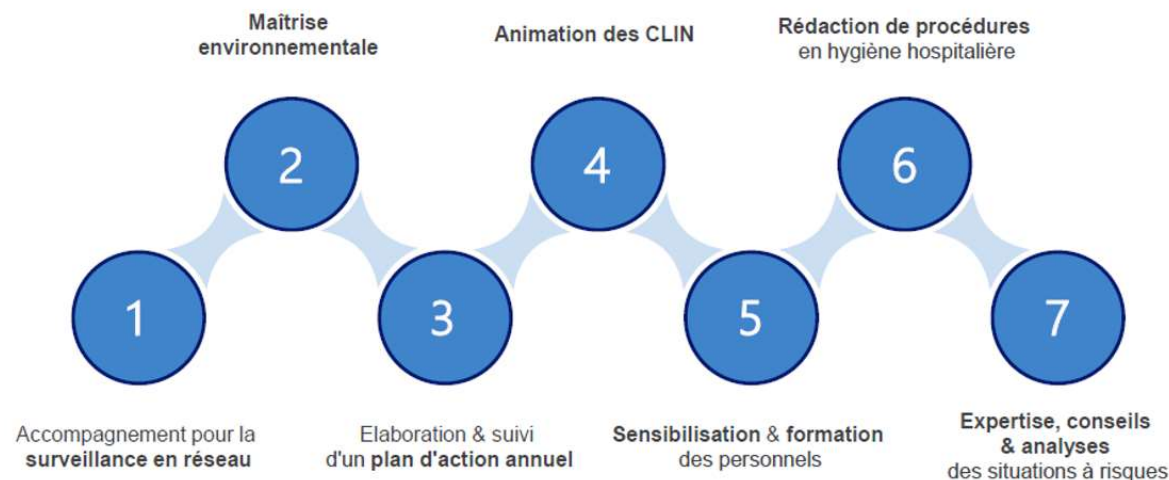 Maîtrise
environnementale
Animation des CLIN
Rédaction de procédures
en hygiène hospitalière
2
4
6
1
3
5
7
Accompagnement pour la
surveillance en réseau
Elaboration & suivi
d'un plan d'action annuel
Sensibilisation & formation
des personnels
Expertise, conseils
& analyses
des situations à risques